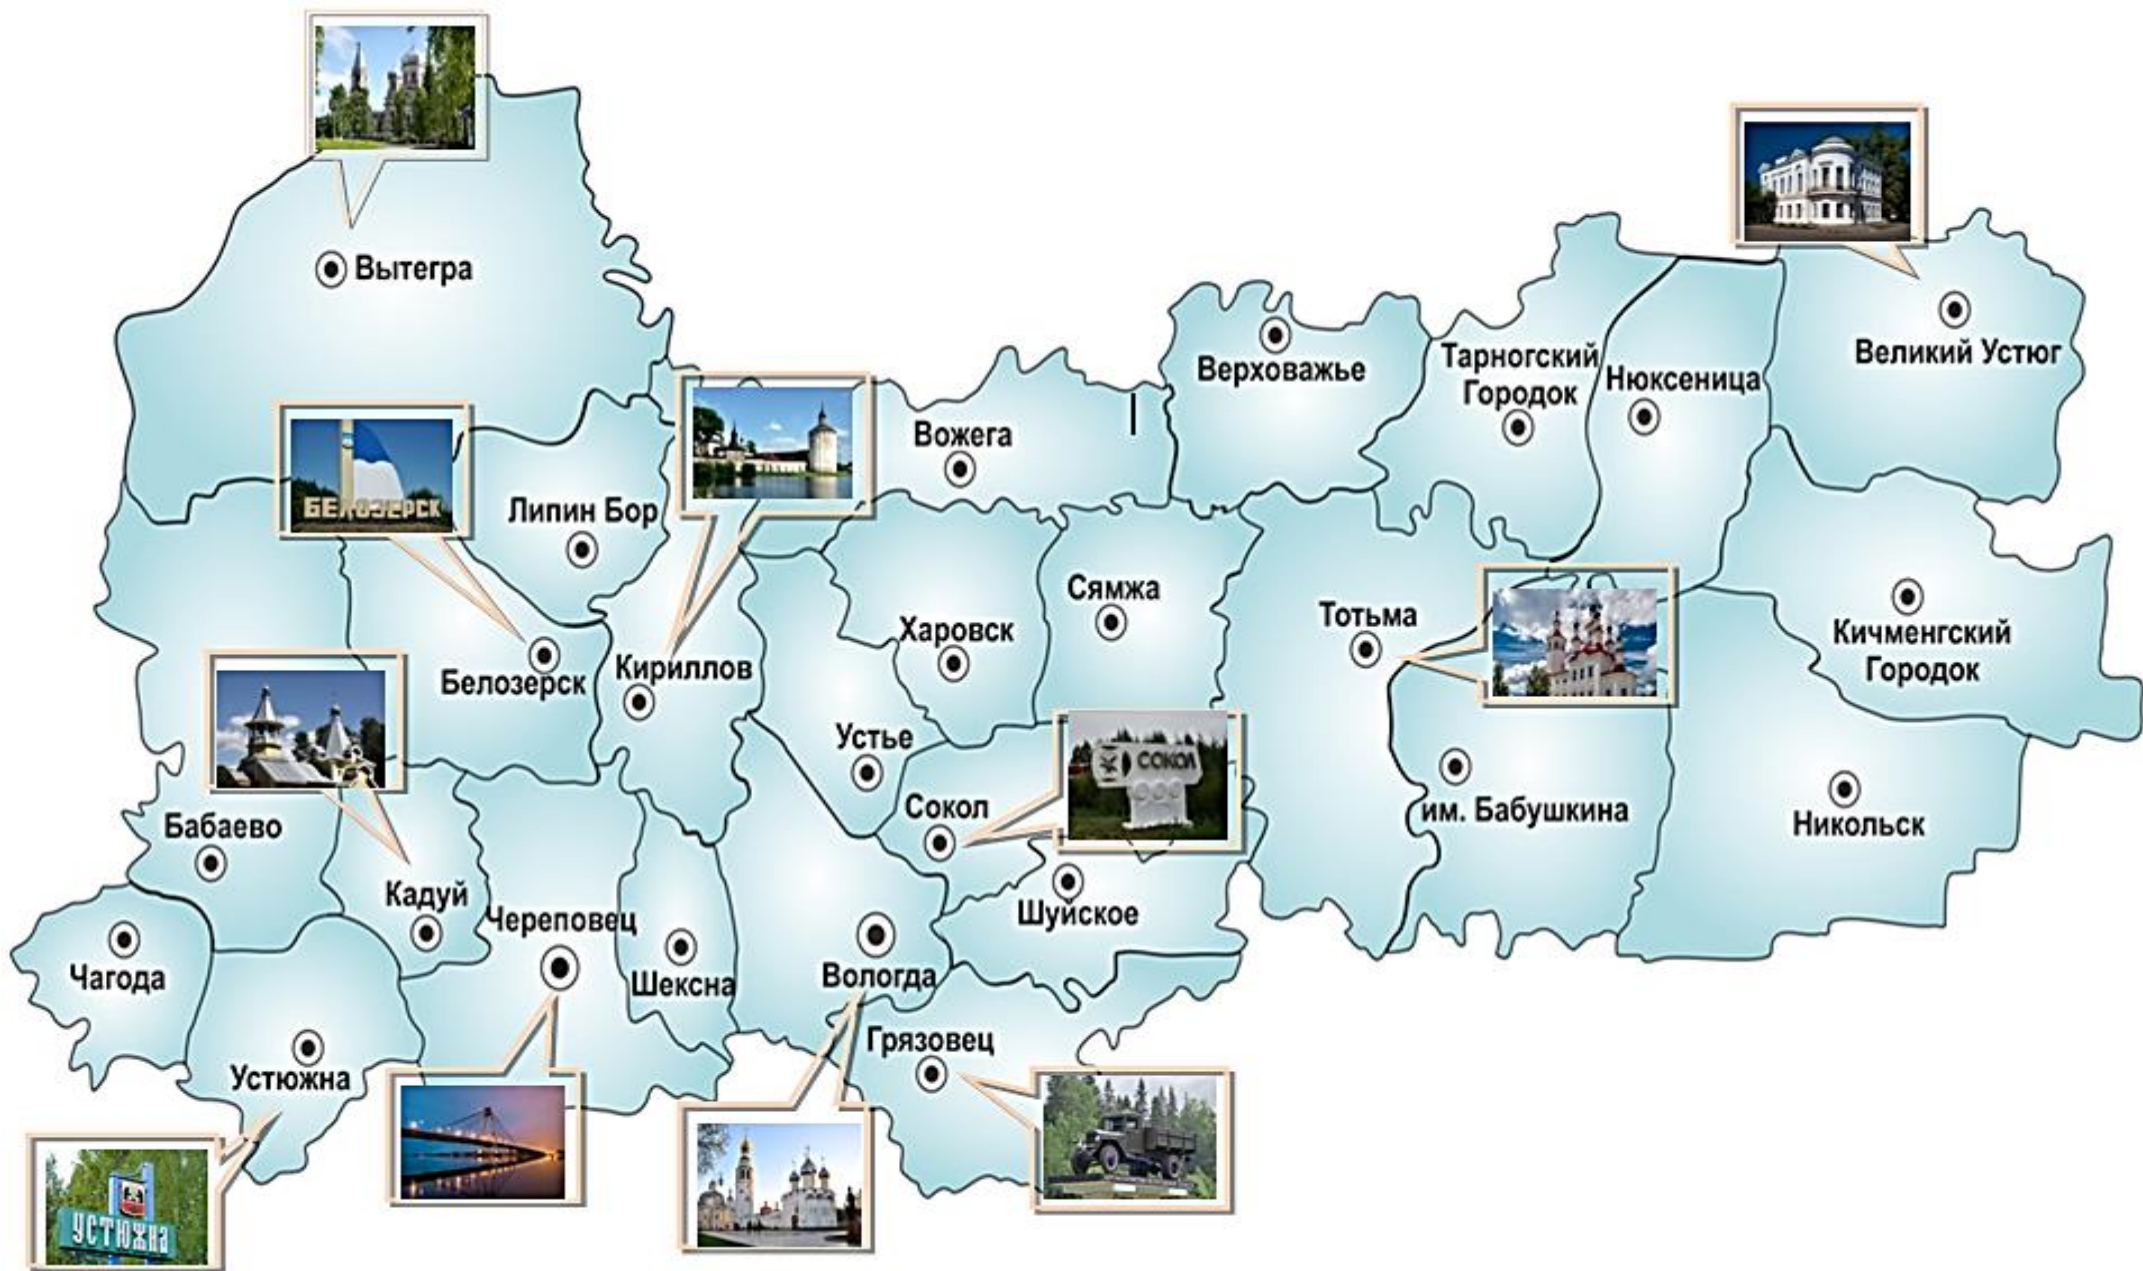 Вытегра
Великий Устюг
Верховажье
Тарногский
Городок
Нюксеница
Вожега
БЕЛОЗЕРСК
Липин Бор
Сямжа
Тотьма
Харовск
Кичменгский
Городок
Белозерск
Кириллов
Устье
СОКОЛ
Сокол
им. Бабушкина
Никольск
Бабаево
Кадуй
Череповец
Шуйское
Чагода
Шексна
Вологда
Грязовец
Устюжна
УСТЮЖНА